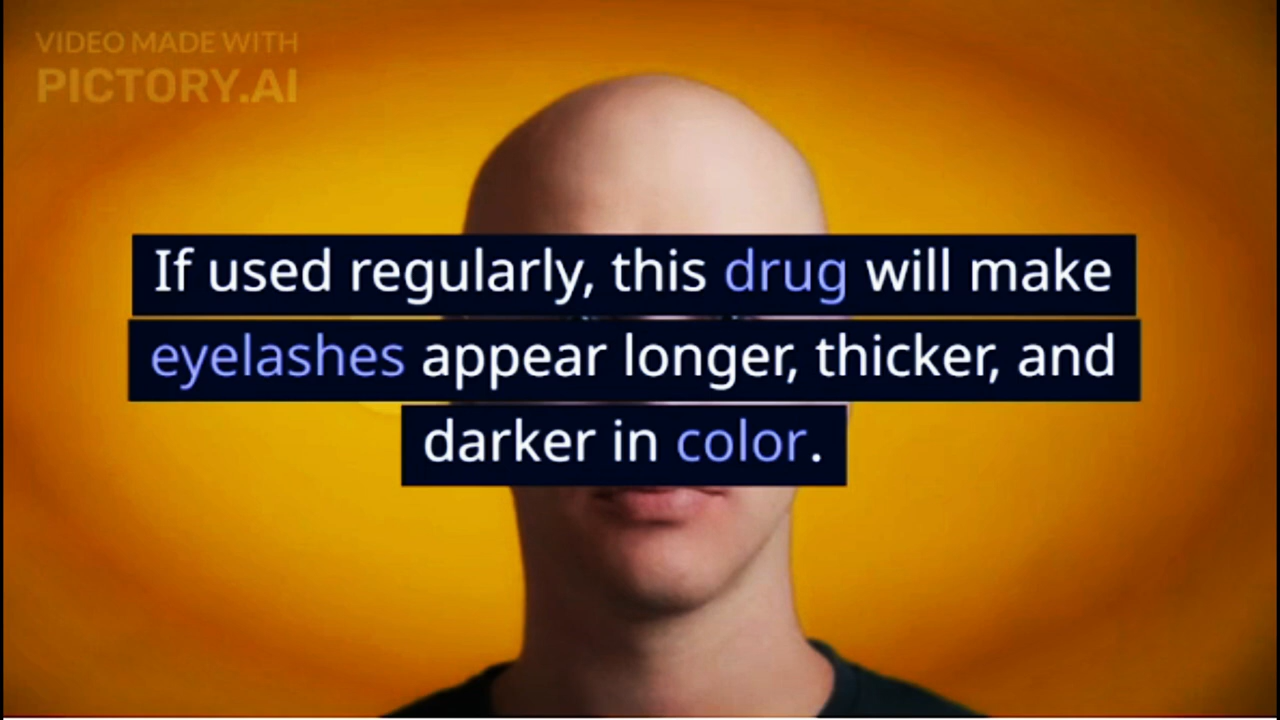 VIDEO MADE WITH
PICTORY.AI
If used regularly, this drug will make
eyelashes appear longer, thicker, and
darker in color.